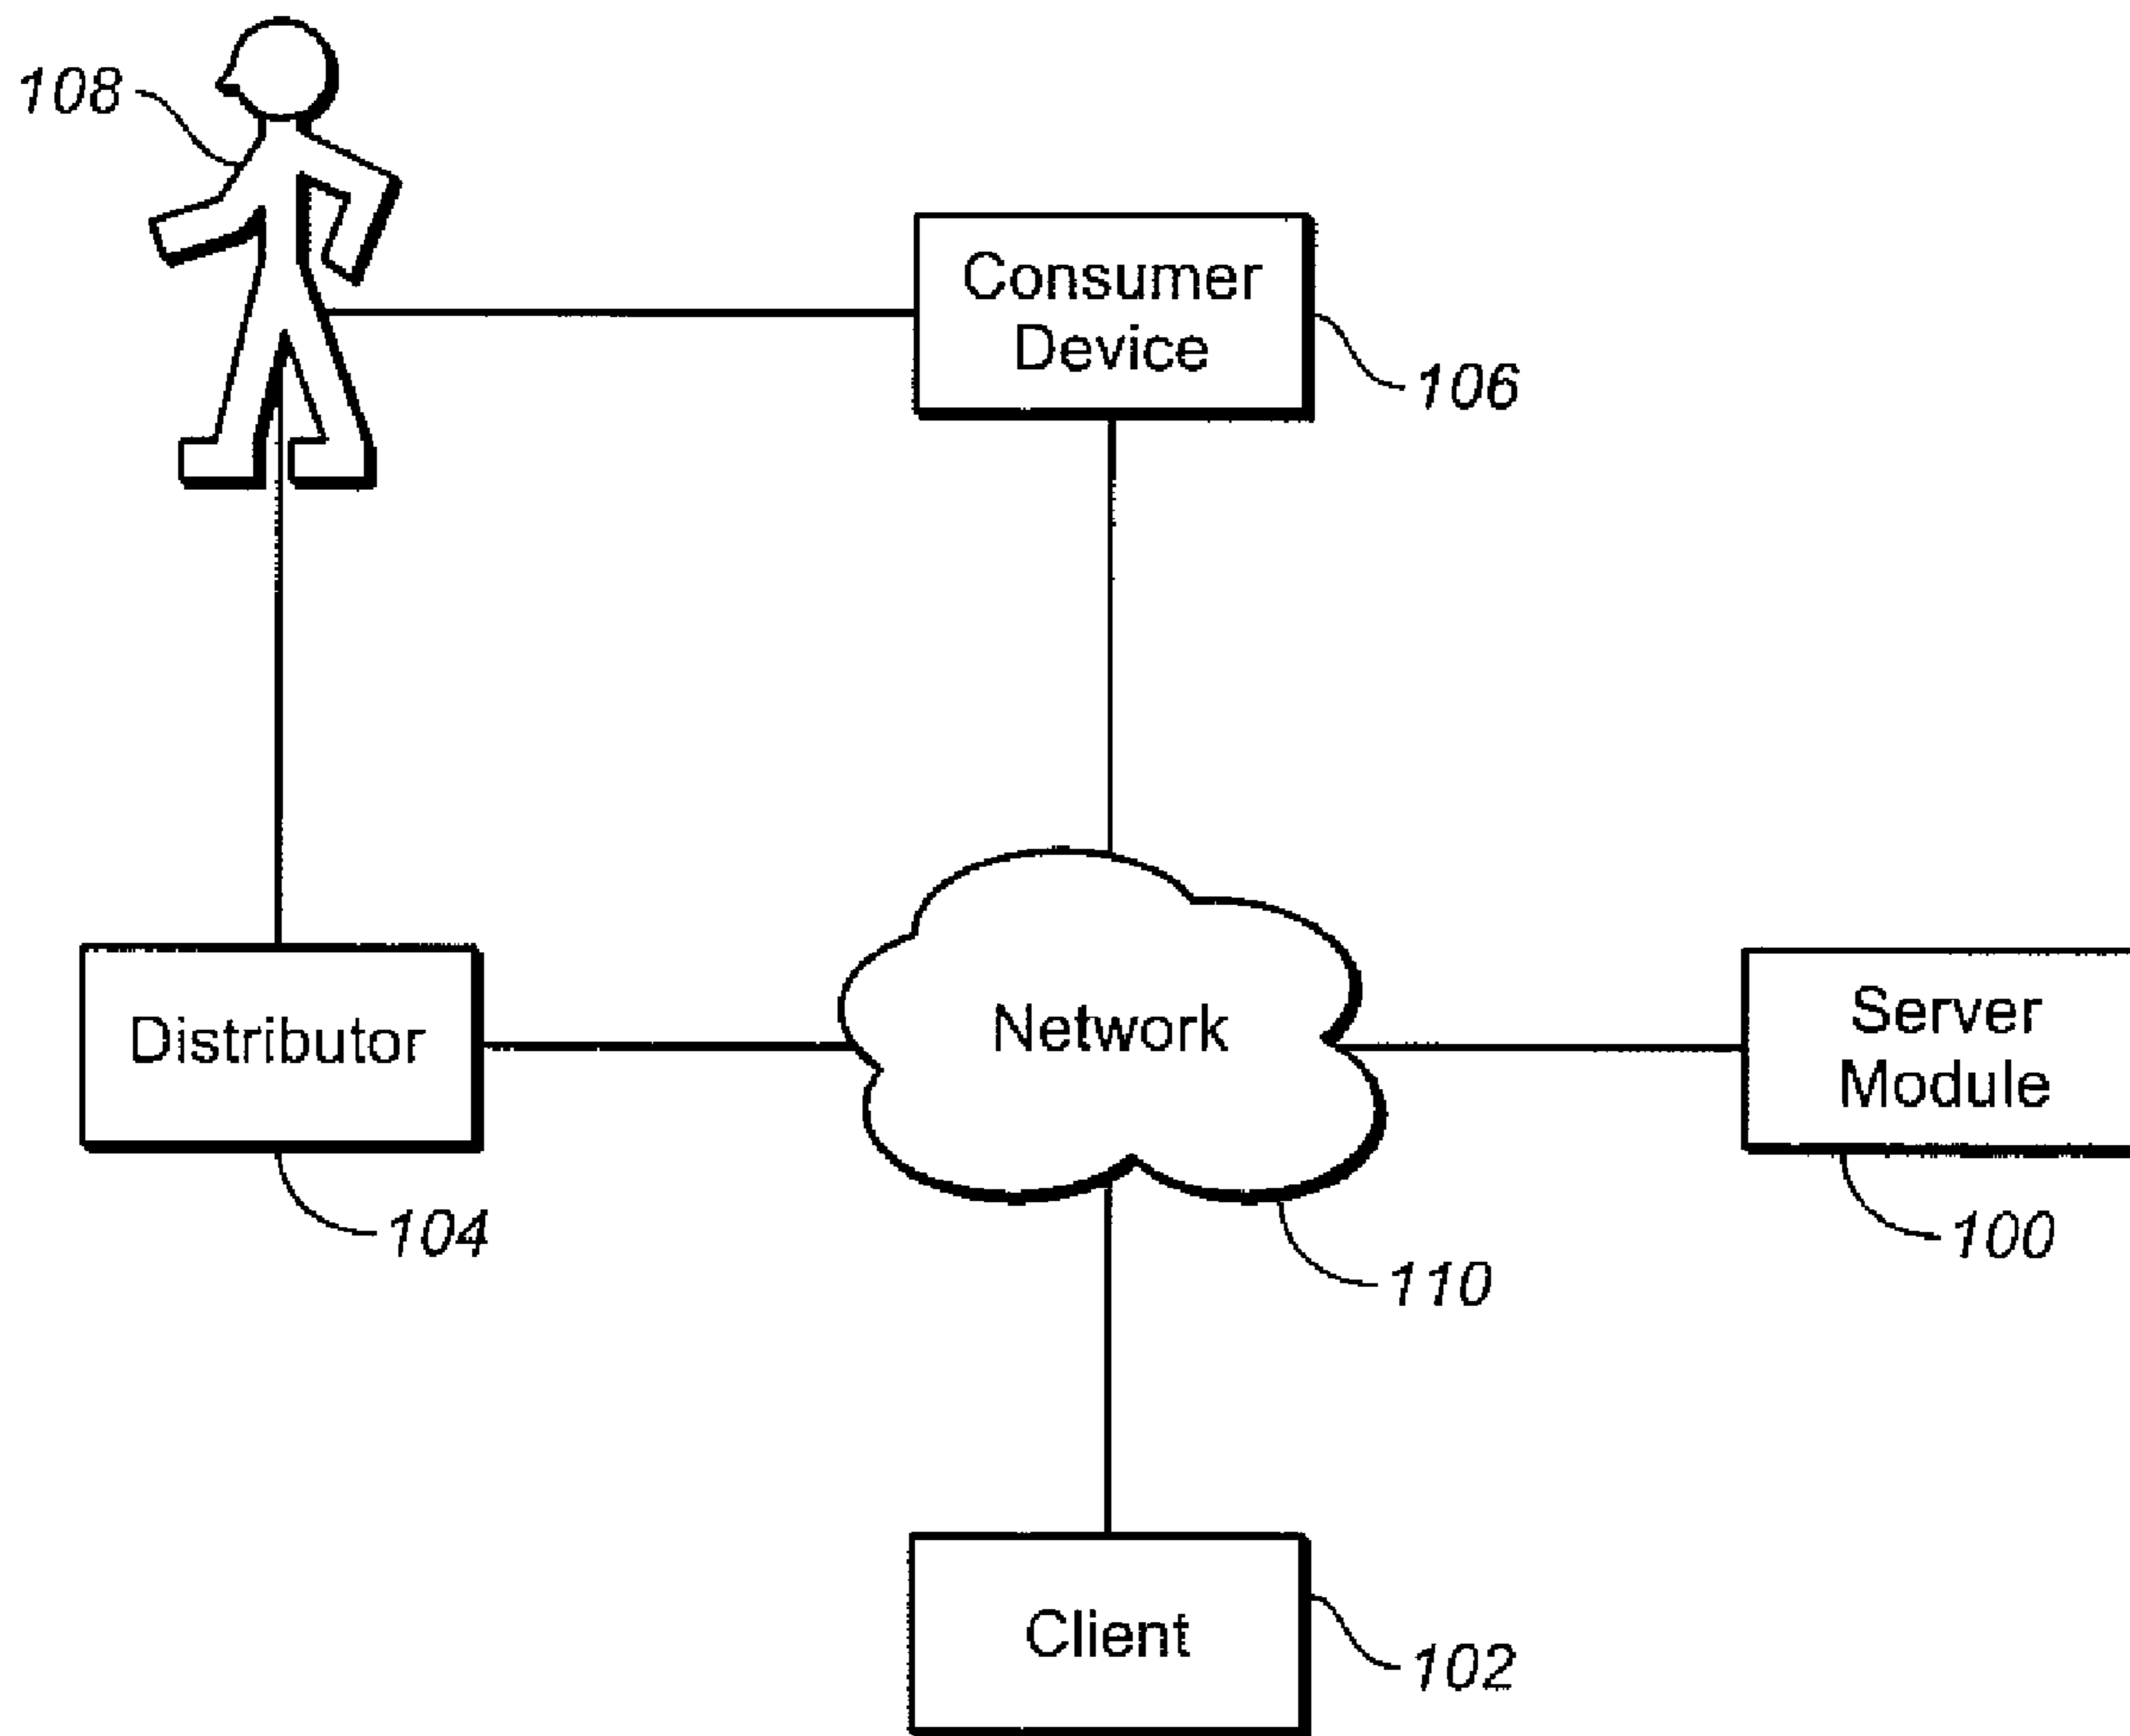 108
Consumer
Device
106
Distributor
Network
Server
Module
104
110
100
Client
102